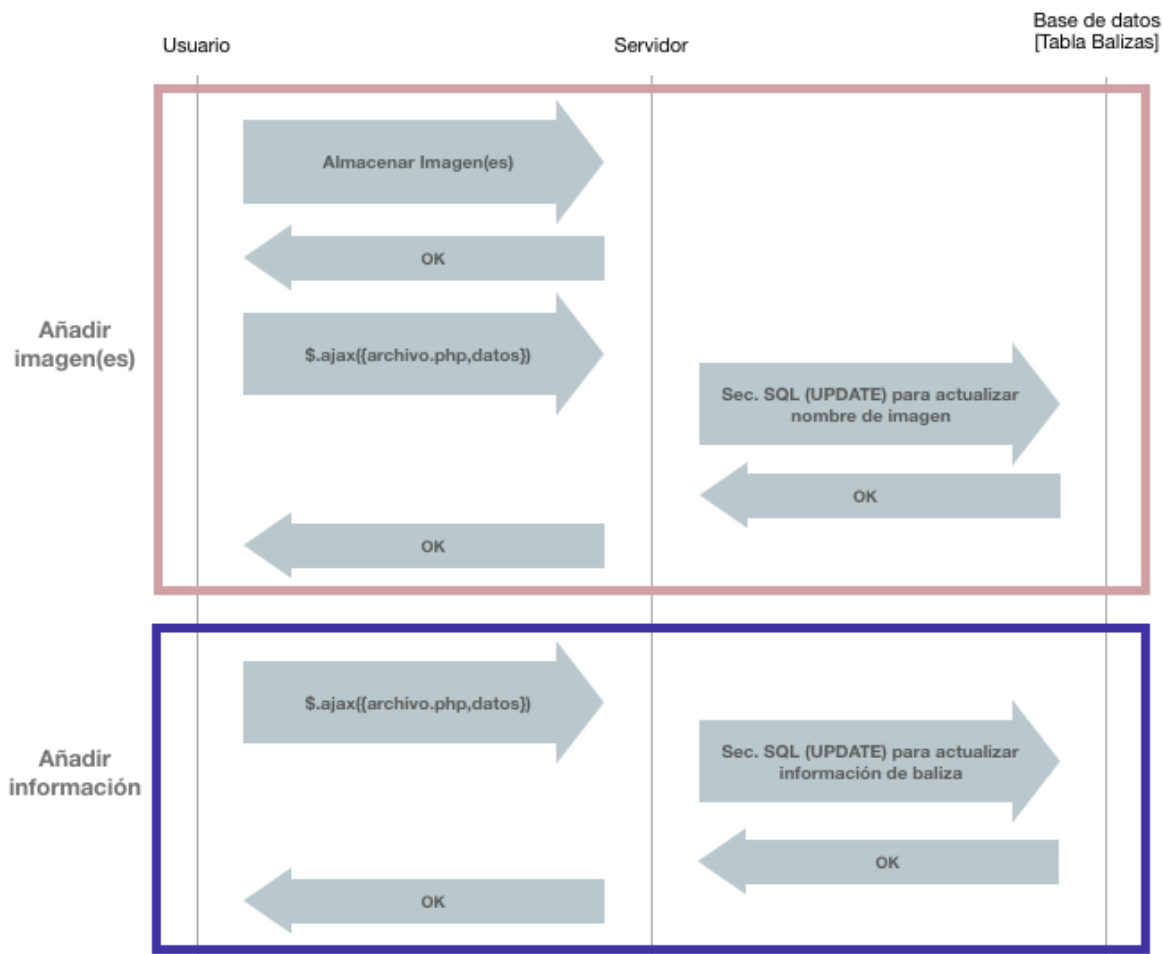 Usuario
Servidor
Base de datos
[Tabla Balizas]
Almacenar Imagen(es)
OK
Añadir
imagen(es)
$.ajax({archivo.php,datos})
Sec. SQL (UPDATE) para actualizar
nombre de imagen
OK
OK
Añadir
información
$.ajax({archivo.php,datos})
Sec. SQL (UPDATE) para actualizar
información de baliza
OK
OK